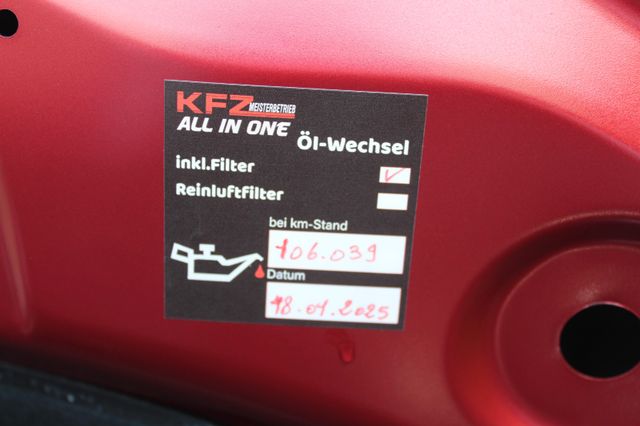 KFZ MEISTERBETRIEB
ALL IN ONE
Öl-Wechsel
inkl.Filter
Reinluftfilter
bei km-Stand
106.039
Datum
18.01.2025